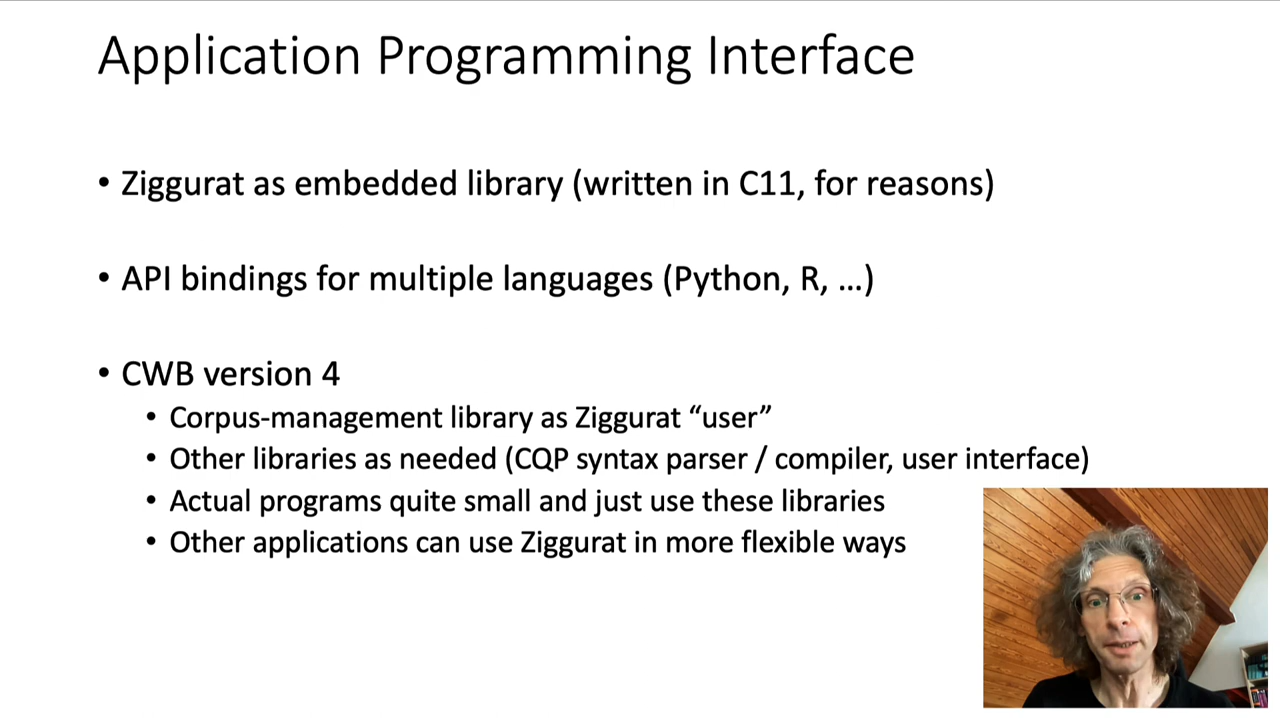 Application Programming Interface
• Ziggurat as embedded library (written in C11, for reasons)
• API bindings for multiple languages (Python, R, …)
• CWB version 4
• Corpus-management library as Ziggurat “user”
• Other libraries as needed (CQP syntax parser / compiler, user interface)
• Actual programs quite small and just use these libraries
• Other applications can use Ziggurat in more flexible ways